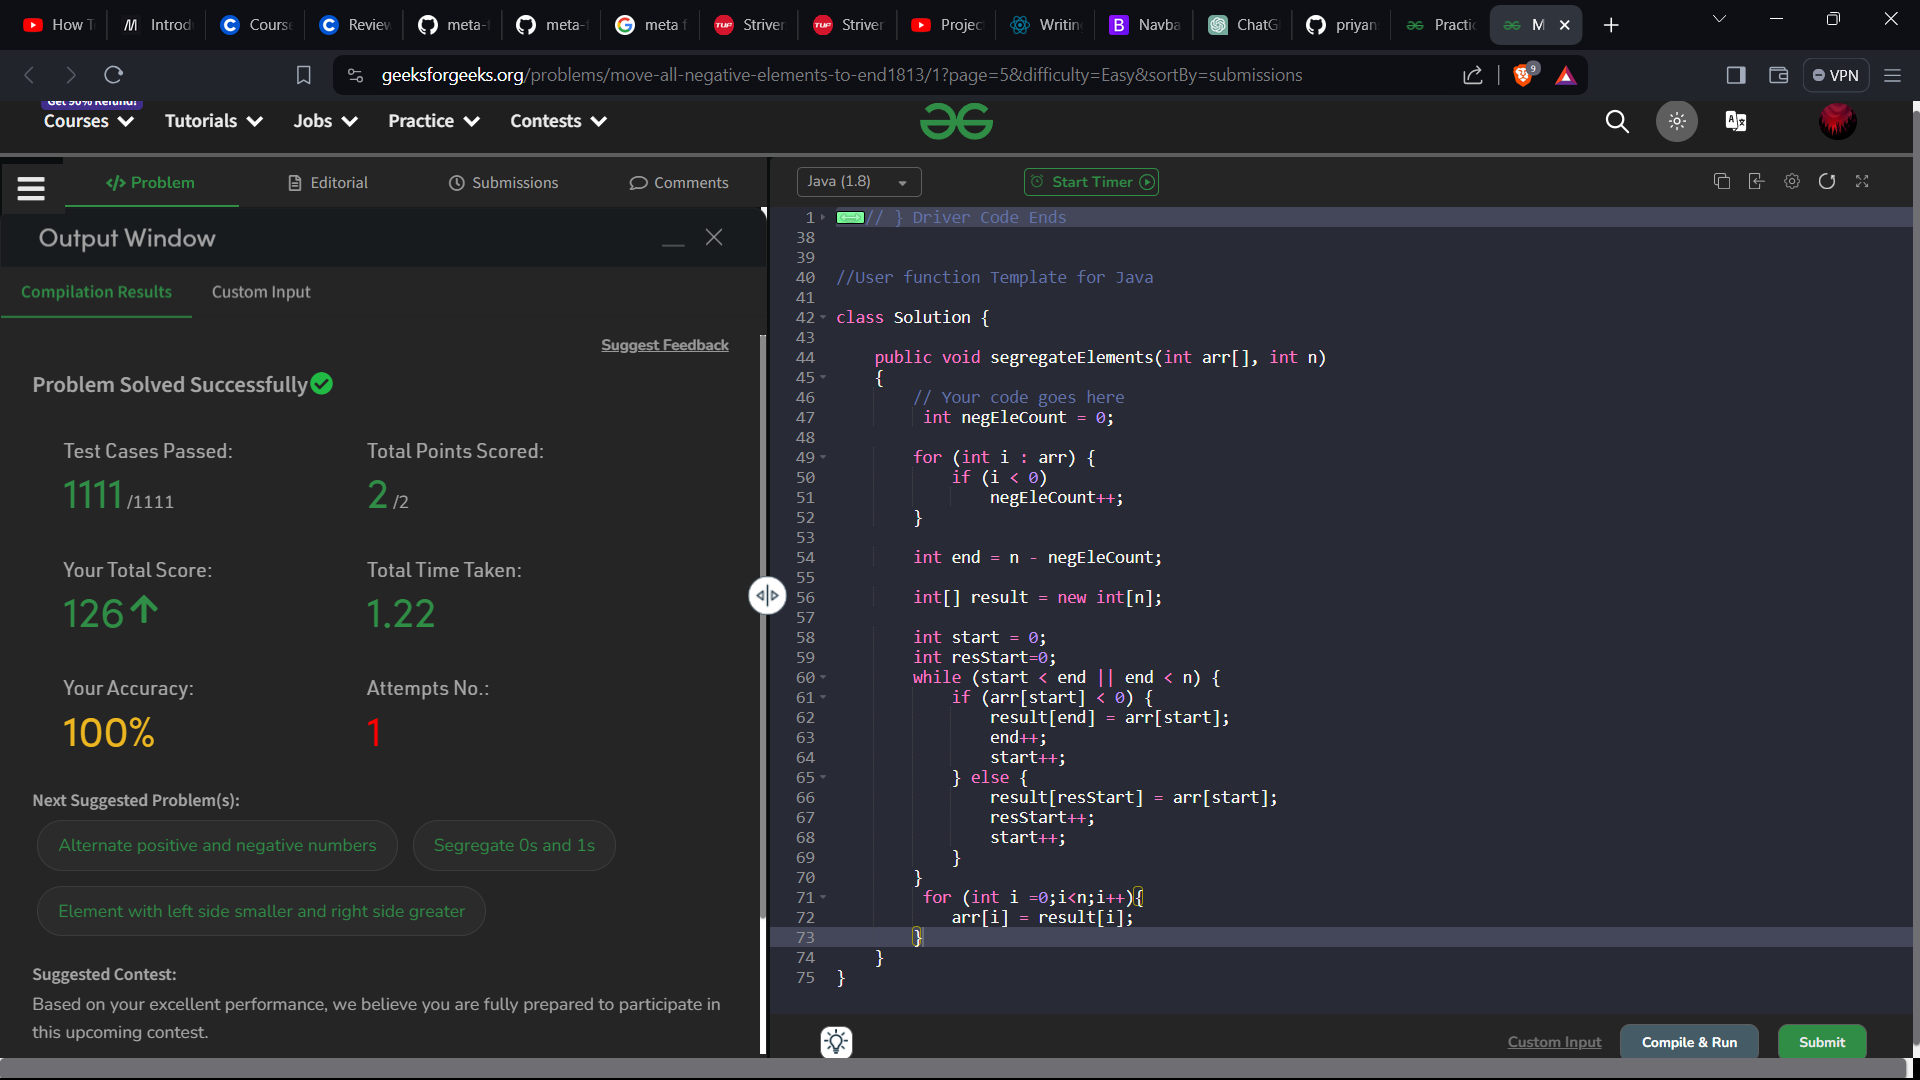 How T
Introd
Course
Review
meta-
meta-f
meta f
Striver
Striver
Project
Writin
Navba
ChatG
priyan
Practic
M
geeksforgeeks.org/problems/move-all-negative-elements-to-end1813/1?page=5&difficulty=Easy&sortBy=submissions
9
VPN
Get 90% Refund!
Courses
Tutorials
Jobs
Practice
Contests
</> Problem
Editorial
Submissions
Comments
Java (1.8)
Start Timer
Output Window
Compilation Results
Custom Input
Suggest Feedback
Problem Solved Successfully
Test Cases Passed:
Total Points Scored:
1111 /1111
2 /2
Your Total Score:
Total Time Taken:
126
1.22
Your Accuracy:
Attempts No.:
100%
1
Next Suggested Problem(s):
Alternate positive and negative numbers
Segregate 0s and 1s
Element with left side smaller and right side greater
Suggested Contest:
Based on your excellent performance, we believe you are fully prepared to participate in
this upcoming contest.
1 // } Driver Code Ends
38
39
40 //User function Template for Java
41
42 class Solution {
43
44 public void segregateElements(int arr[], int n)
45 {
46 // Your code goes here
47 int negEleCount = 0;
48
49 for (int i : arr) {
50 if (i < 0)
51 negEleCount++;
52 }
53
54 int end = n - negEleCount;
55
56 int[] result = new int[n];
57
58 int start = 0;
59 int resStart=0;
60 while (start < end || end < n) {
61 if (arr[start] < 0) {
62 result[end] = arr[start];
63 end++;
64 start++;
65 } else {
66 result[resStart] = arr[start];
67 resStart++;
68 start++;
69 }
70 }
71 for (int i =0;i<n;i++){
72 arr[i] = result[i];
73 }
74 }
75 }
Custom Input
Compile & Run
Submit